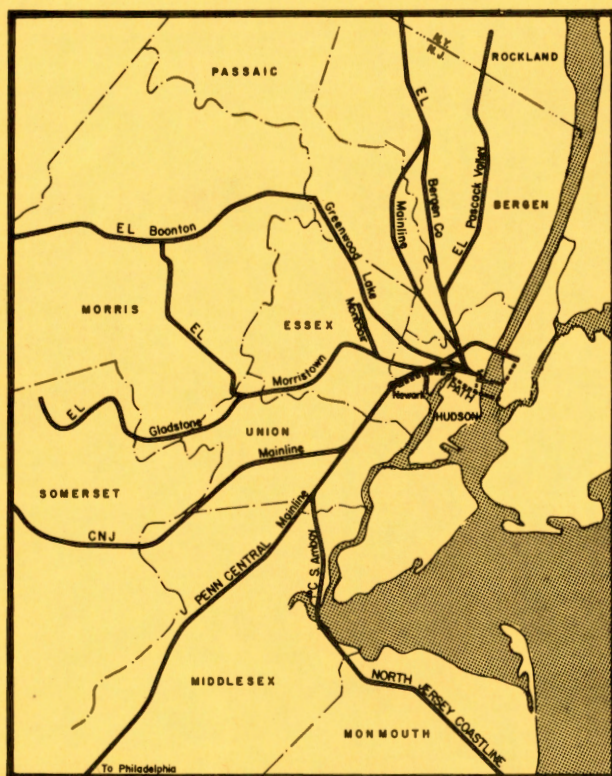 N.Y.
N.J.
ROCKLAND
PASSAIC
EL
EL Pascack Valley
Mainline
Bergen Co
BERGEN
EL Boonton
Greenwood Lake
MORRIS
EL
ESSEX
Montclair
Morristown
PATH
Newark
HUDSON
EL
Gladstone
UNION
Mainline
SOMERSET
CNJ
PENN CENTRAL Mainline
PC S. Amboy
MIDDLESEX
NORTH JERSEY COASTLINE
MONMOUTH
To Philadelphia